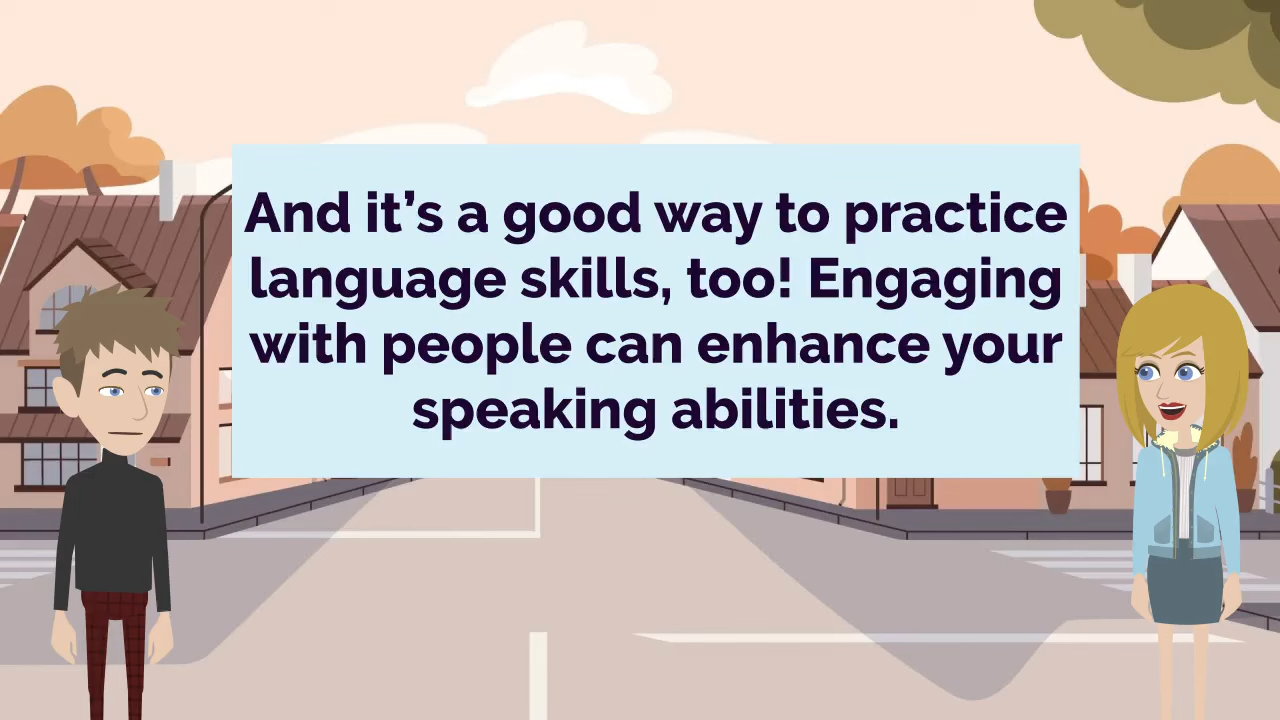 And it’s a good way to practice
language skills, too! Engaging
with people can enhance your
speaking abilities.